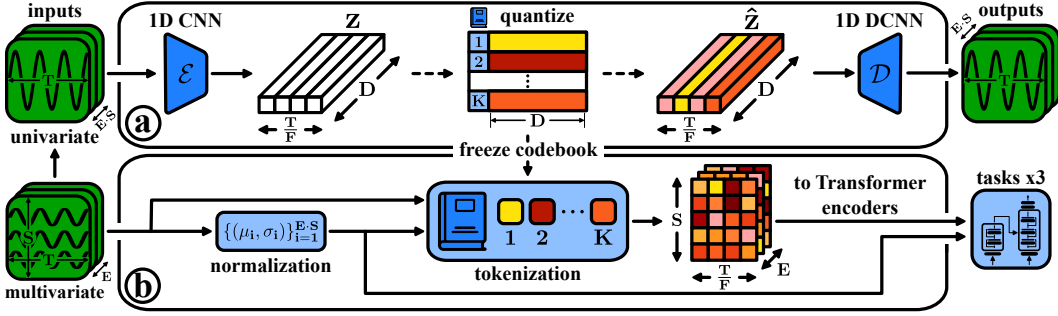 inputs
1D CNN
Z
quantize
Ẑ
1D DCNN
outputs
E·S
T
ℰ
1
2
K
D
D
D
𝒟
T
E·S
T/F
T/F
univariate
a
freeze codebook
b
S
T
E
multivariate
{(μᵢ, σᵢ)}ᵢ₌₁ᴱ·ˢ
normalization
1 2 ··· K
tokenization
S
T/F
E
to Transformer
encoders
tasks x3